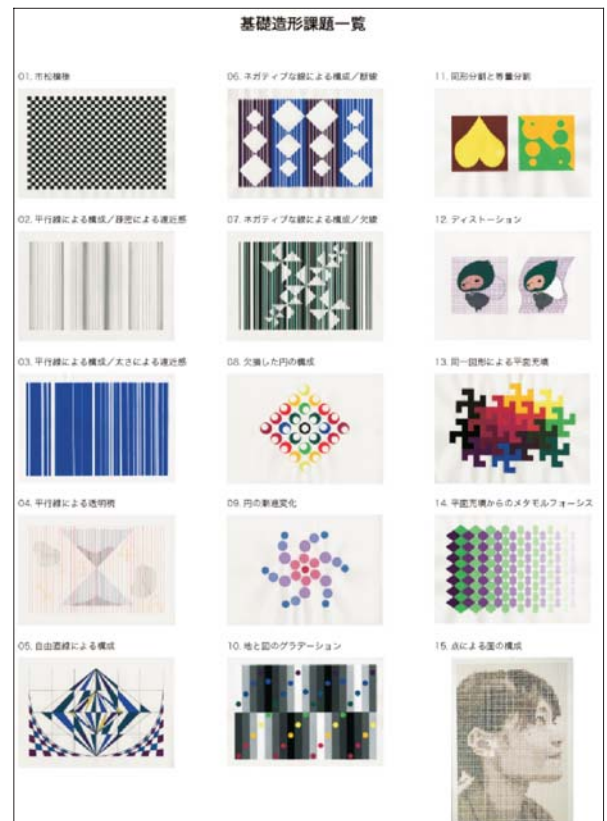 基礎造形課題一覧
01. 市松模様
02. 平行線による構成／疎密による遠近感
03. 平行線による構成／太さによる遠近感
04. 平行線による透明視
05. 自由直線による構成
06. ネガティブな線による構成／断線
07. ネガティブな線による構成／欠線
08. 欠損した円の構成
09. 円の漸進変化
10. 地と図のグラデーション
11. 同形分割と等量分割
12. ディストーション
13. 同一図形による平面充填
14. 平面充填からのメタモルフォーシス
15. 点による面の構成